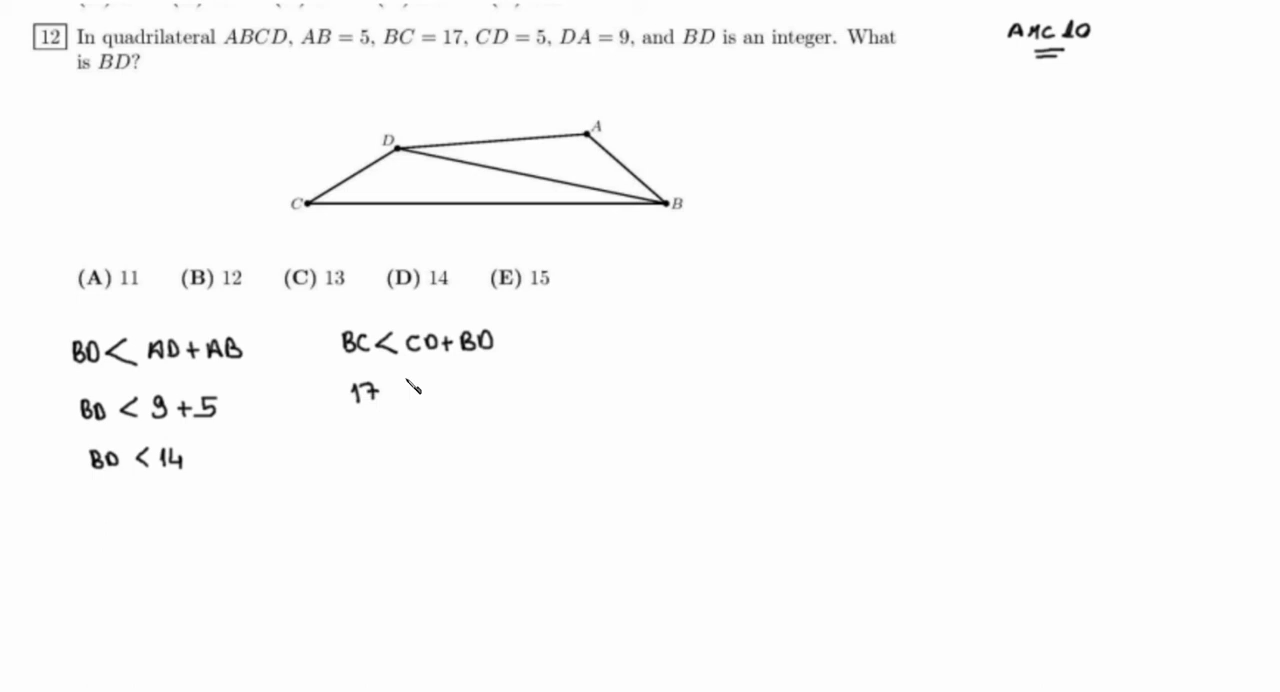 12 In quadrilateral ABCD, AB = 5, BC = 17, CD = 5, DA = 9, and BD is an integer. What
is BD?
AMC 10
D
A
C
B
(A) 11 (B) 12 (C) 13 (D) 14 (E) 15
BD < AD + AB
BC < CD + BD
BD < 9 + 5
17
BD < 14